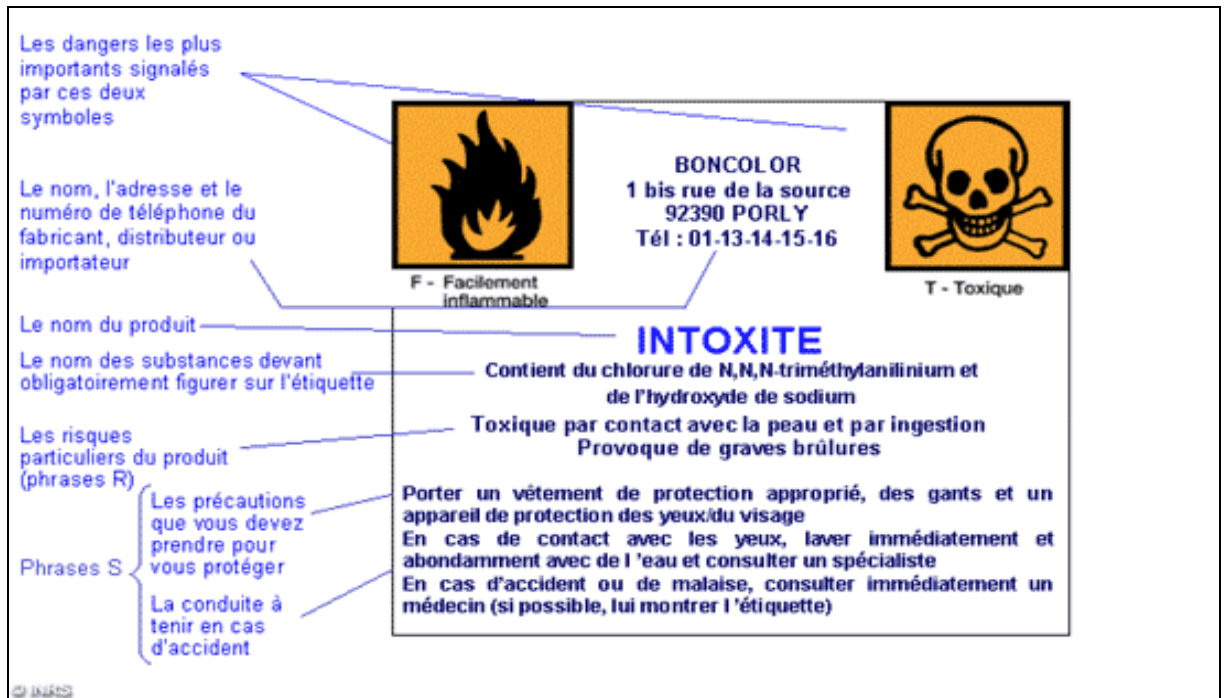 Les dangers les plus
importants signalés
par ces deux
symboles
Le nom, l'adresse et le
numéro de téléphone du
fabricant, distributeur ou
importateur
Le nom du produit
Le nom des substances devant
obligatoirement figurer sur l'étiquette
Les risques
particuliers du produit
(phrases R)
Phrases S
Les précautions
que vous devez
prendre pour
vous protéger
La conduite à
tenir en cas
d'accident
F - Facilement
inflammable
BONCOLOR
1 bis rue de la source
92390 PORLY
Tél : 01-13-14-15-16
T - Toxique
INTOXITE
Contient du chlorure de N,N,N-triméthylanilinium et
de l'hydroxyde de sodium
Toxique par contact avec la peau et par ingestion
Provoque de graves brûlures
Porter un vêtement de protection approprié, des gants et un
appareil de protection des yeux/du visage
En cas de contact avec les yeux, laver immédiatement et
abondamment avec de l 'eau et consulter un spécialiste
En cas d'accident ou de malaise, consulter immédiatement un
médecin (si possible, lui montrer l 'étiquette)
© INRS